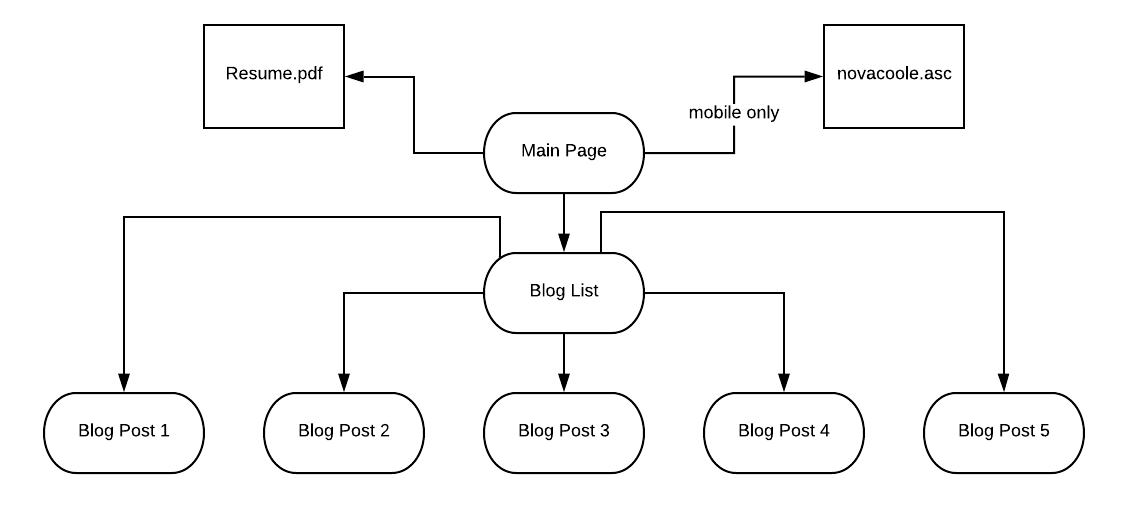 Resume.pdf
novacoole.asc
mobile only
Main Page
Blog List
Blog Post 1
Blog Post 2
Blog Post 3
Blog Post 4
Blog Post 5